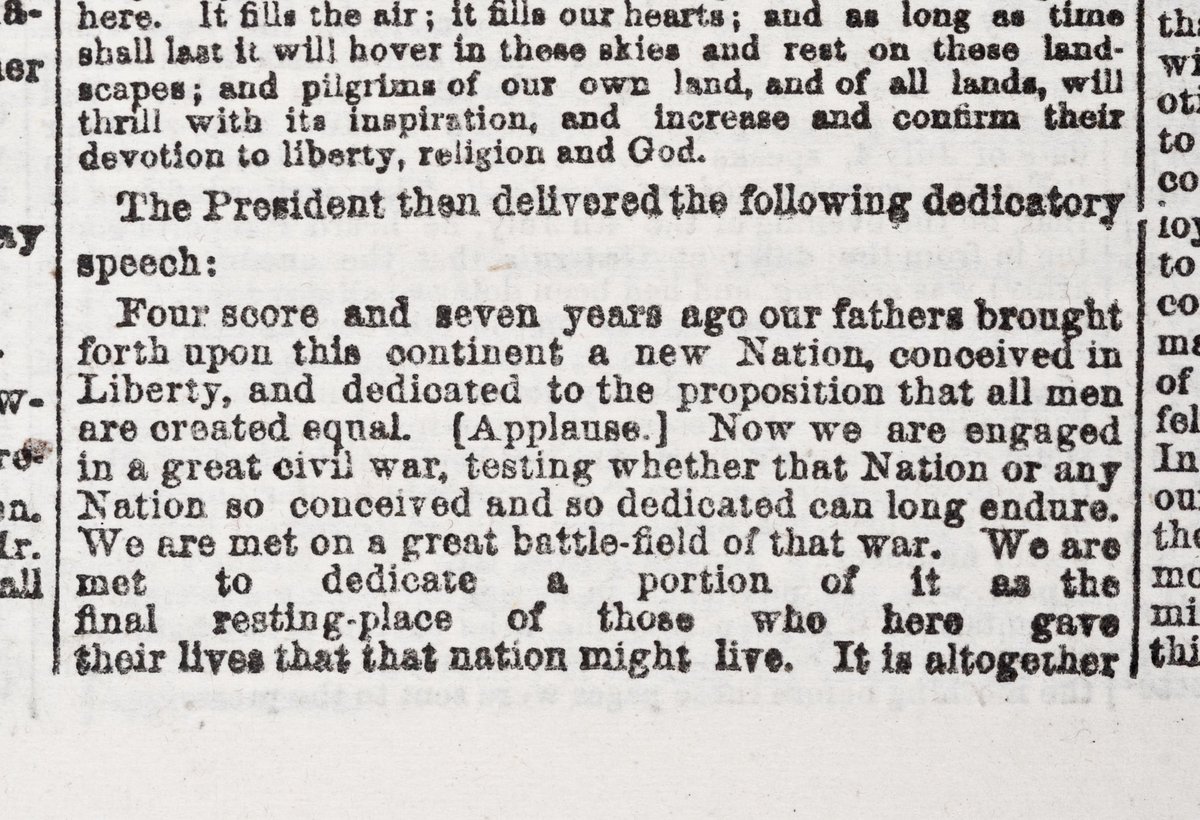 here. It fills the air; it fills our hearts; and as long as time
shall last it will hover in these skies and rest on these land-
scapes; and pilgrims of our own land, and of all lands, will
thrill with its inspiration, and increase and confirm their
devotion to liberty, religion and God.
The President then delivered the following dedicatory
speech:
Four score and seven years ago our fathers brought
forth upon this continent a new Nation, conceived in
Liberty, and dedicated to the proposition that all men
are created equal. [Applause.] Now we are engaged
in a great civil war, testing whether that Nation or any
Nation so conceived and so dedicated can long endure.
We are met on a great battle-field of that war. We are
met to dedicate a portion of it as the
final resting-place of those who here gave
their lives that that nation might live. It is altogether